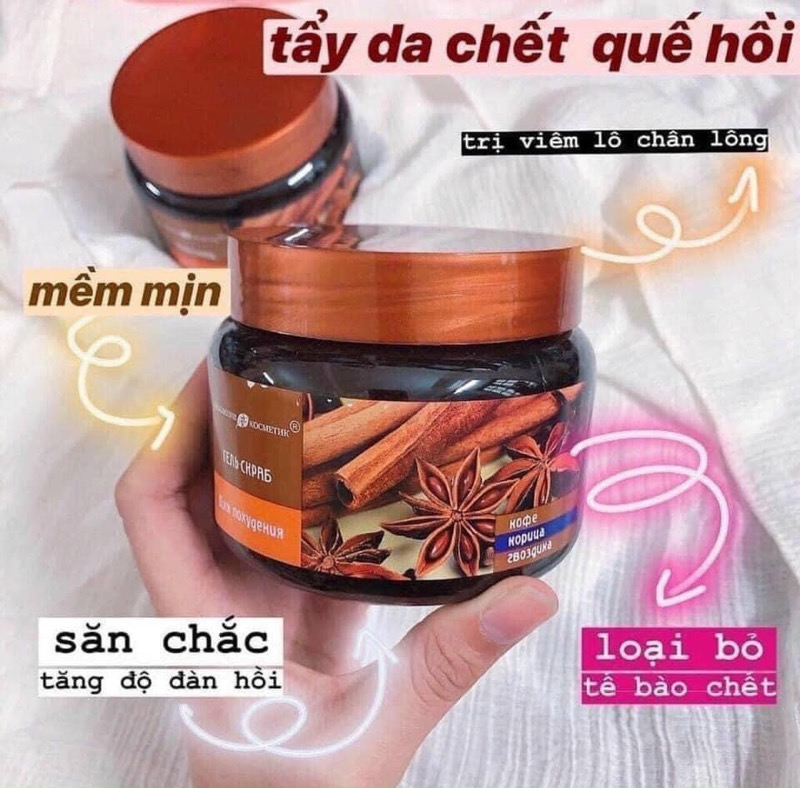 tẩy da chết quế hồi
trị viêm lô chân lông
mềm mịn
КОСМЕТИК®
ГЕЛЬ-СКРАБ
Для похудения
кофе
корица
гвоздика
săn chắc
tăng độ đàn hồi
loại bỏ
tế bào chết